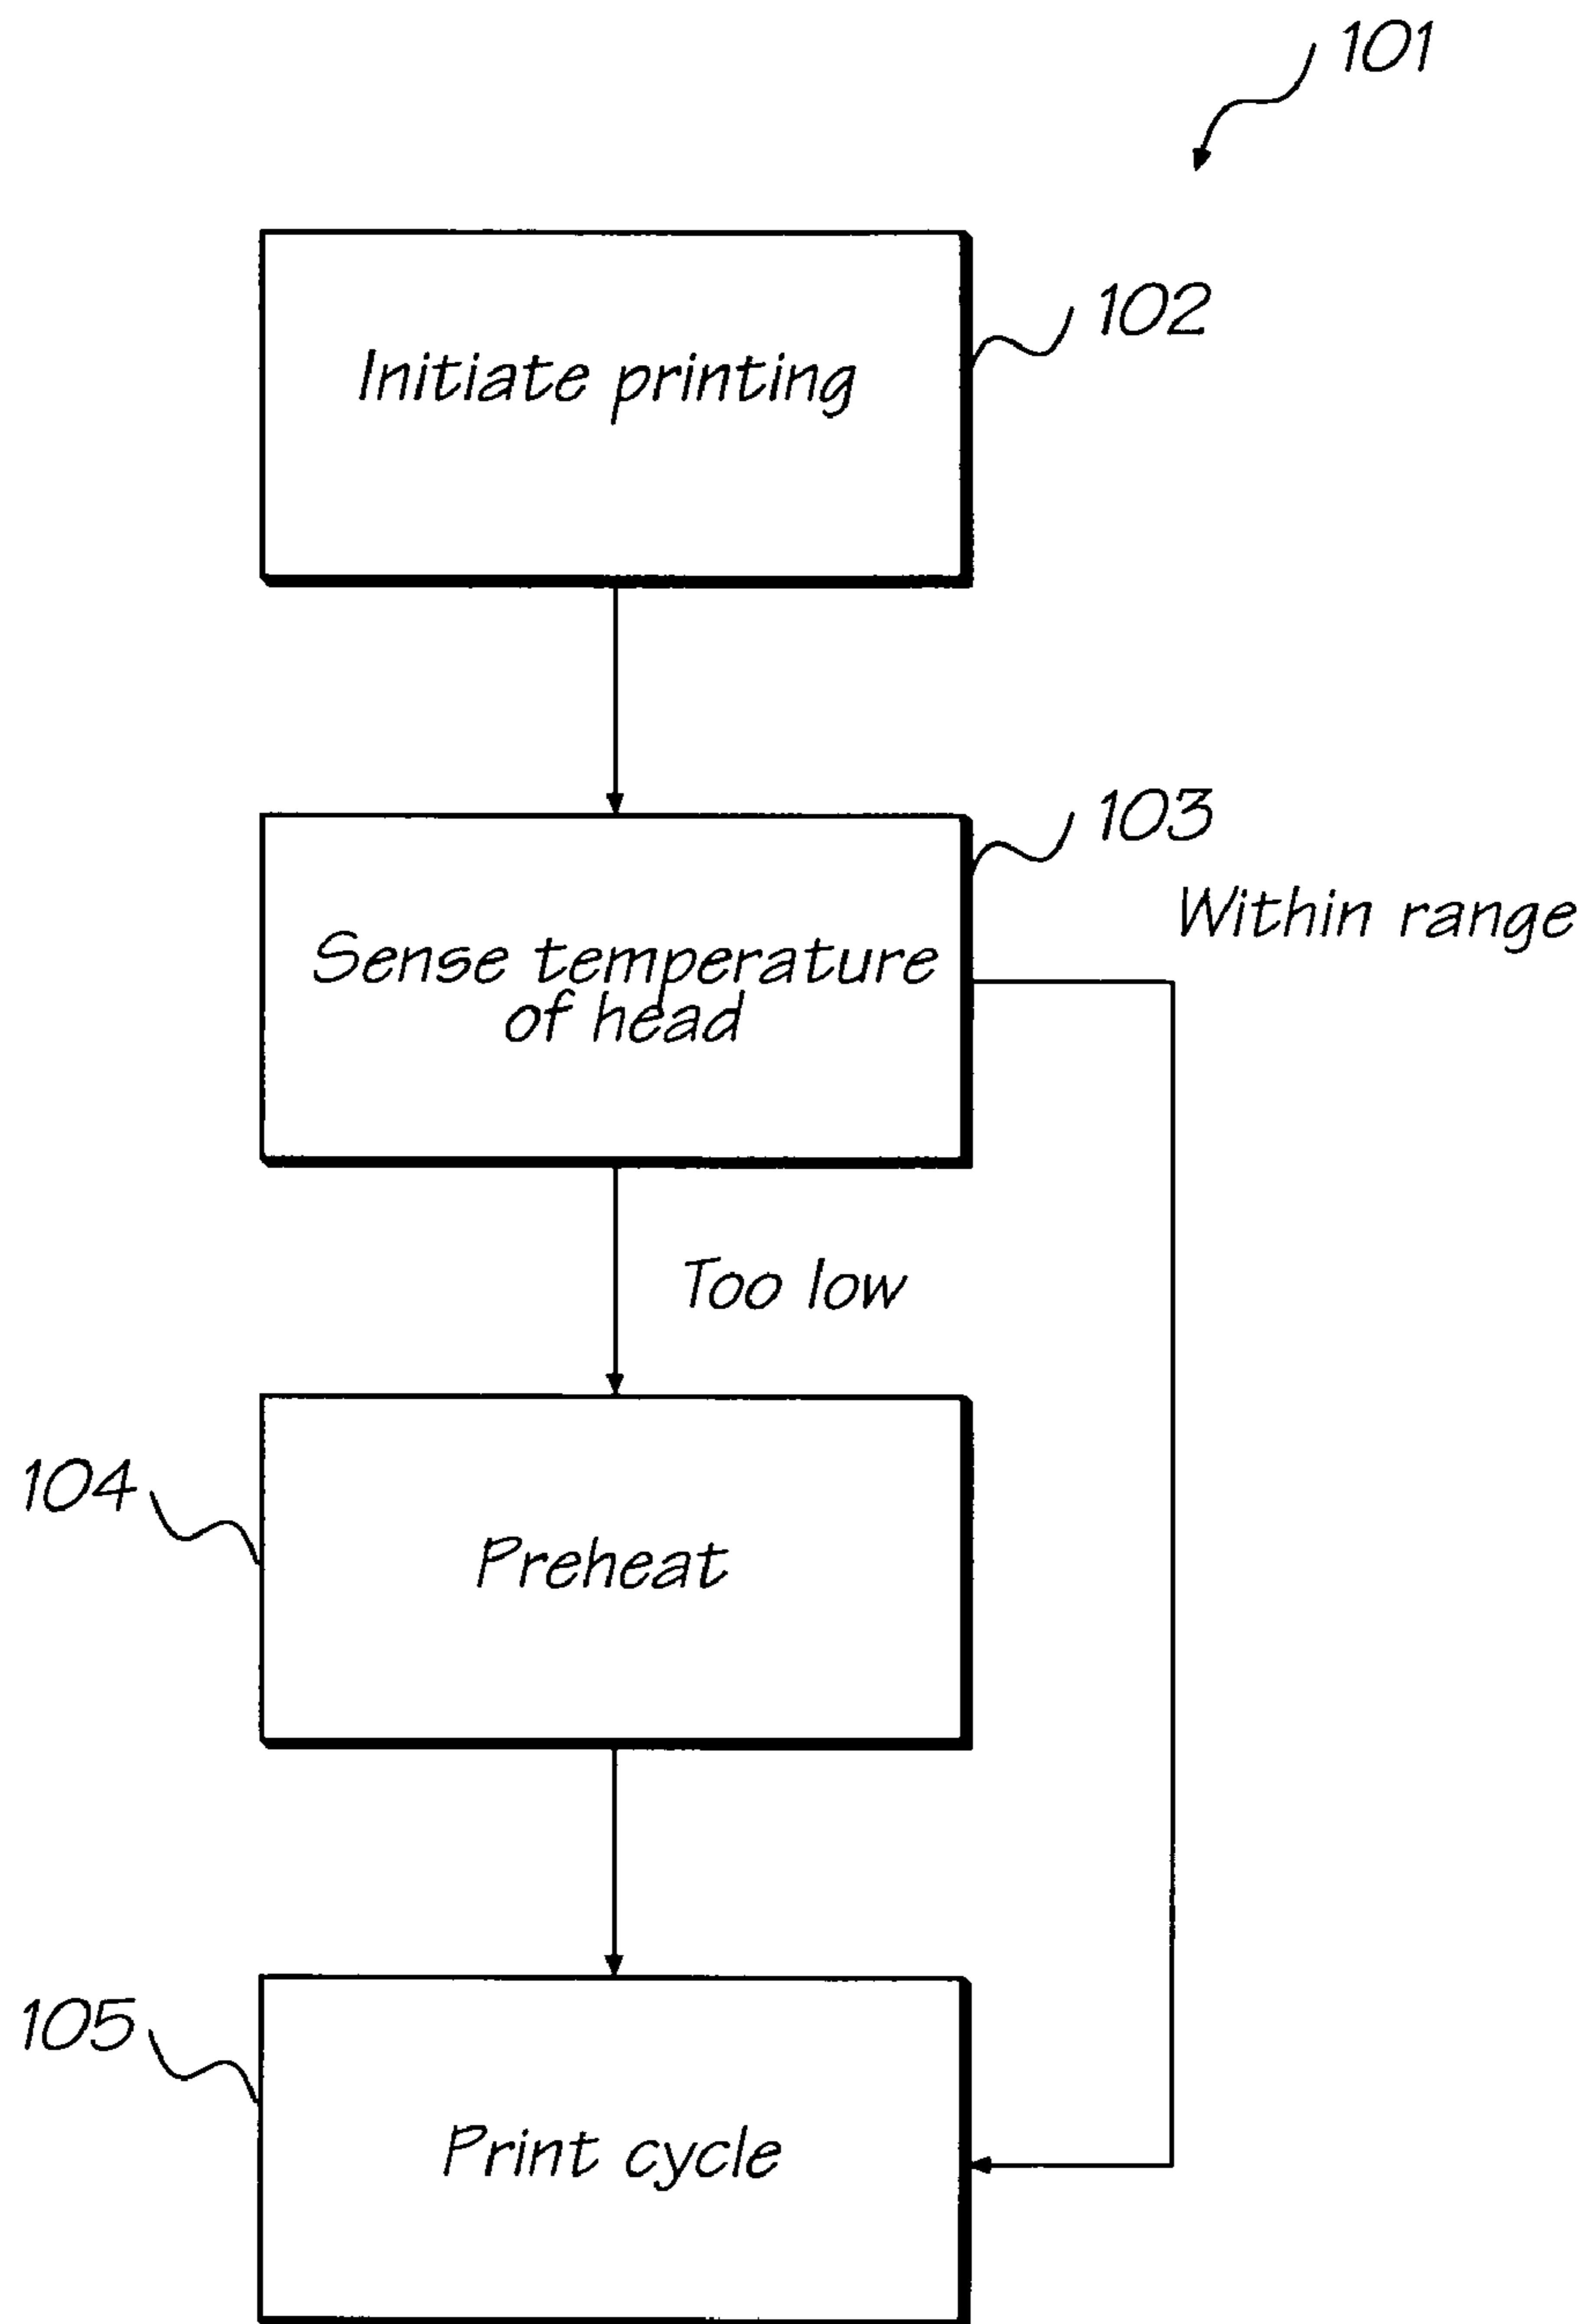 101
102
Initiate printing
103
Within range
Sense temperature
of head
Too low
104
Preheat
105
Print cycle